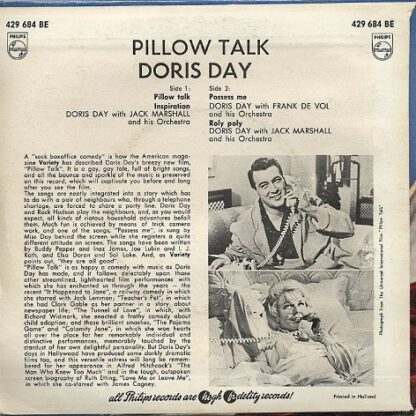 429 684 BE
429 684 BE
PHILIPS
PHILIPS
PILLOW TALK
DORIS DAY
Side 1:
Pillow talk
Inspiration
DORIS DAY with JACK MARSHALL
and his Orchestra
Side 2:
Possess me
DORIS DAY with FRANK DE VOL
and his Orchestra
Roly poly
DORIS DAY with JACK MARSHALL
and his Orchestra
A "sock boxoffice comedy" is how the American maga-
zine Variety has described Doris Day's breezy new film,
"Pillow Talk". It is a gay, gay tale, full of bright songs,
and all the bounce and sparkle of the music is preserved
on this record, which will captivate you before and long
after you see the film.
The songs are neatly integrated into a story which has
to do with a pair of neighbours who, through a telephone
shortage, are forced to share a party line. Doris Day
and Rock Hudson play the neighbours, and, as you would
expect, all kinds of riotous household adventures befall
them. Much fun is achieved by means of trick camera
work, and one of the songs, "Possess me", is sung by
Miss Day behind the screen while she registers a quite
different attitude on screen. The songs have been written
by Buddy Pepper and Inez James, Joe Lubin and I. J.
Roth, and Elsa Doran and Sol Lake. And, as Variety
points out, "they are all good".
"Pillow Talk" is as happy a comedy with music as Doris
Day has made, and it follows delectably upon those
other streamlined, lighthearted film performances with
which she has enchanted us through the years - the
recent "It Happened to Jane", a railway comedy in which
she starred with Jack Lemmon; "Teacher's Pet", in which
she had Clark Gable as her partner in a story about
newspaper life; "The Tunnel of Love", in which, with
Richard Widmark, she enacted a frothy comedy about
child adoption; and those brilliant smashes, "The Pajama
Game" and "Calamity Jane", in which she won hearts
all over the globe for her remarkably individual and
distinctive performances, memorably touched by the
stardust of her own delightful personality. But Doris Day's
days in Hollywood have produced some darkly dramatic
films too, and this versatile actress will long be remem-
bered for her appearance in Alfred Hitchcock's "The
Man Who Knew Too Much" and in the tough, outspoken
screen biography of Ruth Etting, "Love Me or Leave Me",
in which she co-starred with James Cagney.
Photograph From The Universal-International Film "Pillow Talk"
Printed in Holland
all Philips records are high fidelity records!